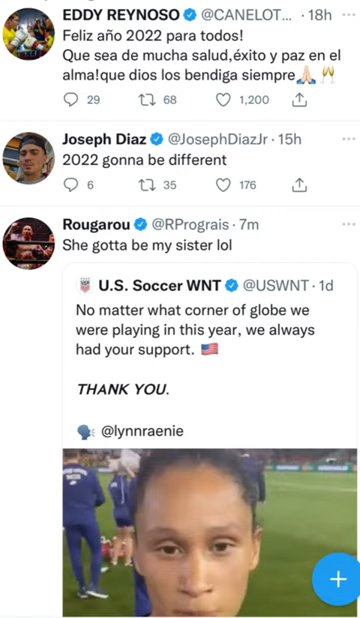 EDDY REYNOSO @CANELOT... · 18h
Feliz año 2022 para todos!
Que sea de mucha salud,éxito y paz en el
alma!que dios los bendiga siempre🙏🏻🥂
29 68 1,200
Joseph Diaz @JosephDiazJr · 15h
2022 gonna be different
6 35 176
Rougarou @RPrograis · 7m
She gotta be my sister lol
U.S. Soccer WNT @USWNT · 1d
No matter what corner of globe we
were playing in this year, we always
had your support. 🇺🇸
THANK YOU.
🗣️ @lynnraenie